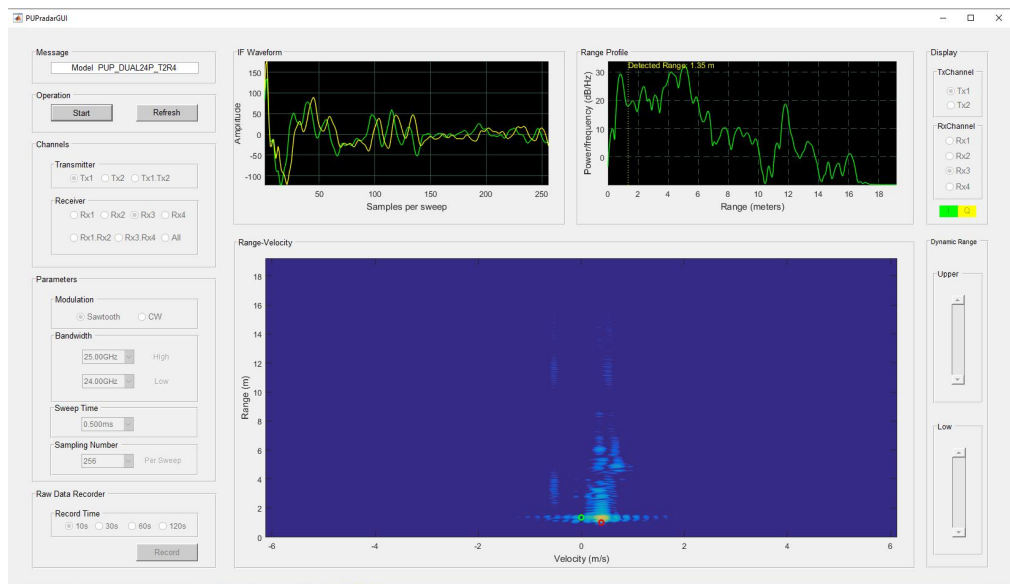 PUPradarGUI
Message
Model PUP_DUAL24P_T2R4
Operation
Start Refresh
Channels
Transmitter
Tx1 Tx2 Tx1.Tx2
Receiver
Rx1 Rx2 Rx3 Rx4
Rx1.Rx2 Rx3.Rx4 All
Parameters
Modulation
Sawtooth CW
Bandwidth
25.00GHz High
24.00GHz Low
Sweep Time
0.500ms
Sampling Number
256 Per Sweep
Raw Data Recorder
Record Time
10s 30s 60s 120s
Record
IF Waveform
Amplitude
150
100
50
0
-50
-100
50 100 150 200 250
Samples per sweep
Range Profile
Detected Range: 1.35 m
Power/frequency (dB/Hz)
30
20
10
0
0 2 4 6 8 10 12 14 16 18
Range (meters)
Range-Velocity
Range (m)
18
16
14
12
10
8
6
4
2
0
-6 -4 -2 0 2 4 6
Velocity (m/s)
Display
TxChannel
Tx1
Tx2
RxChannel
Rx1
Rx2
Rx3
Rx4
I Q
Dynamic Range
Upper
Low